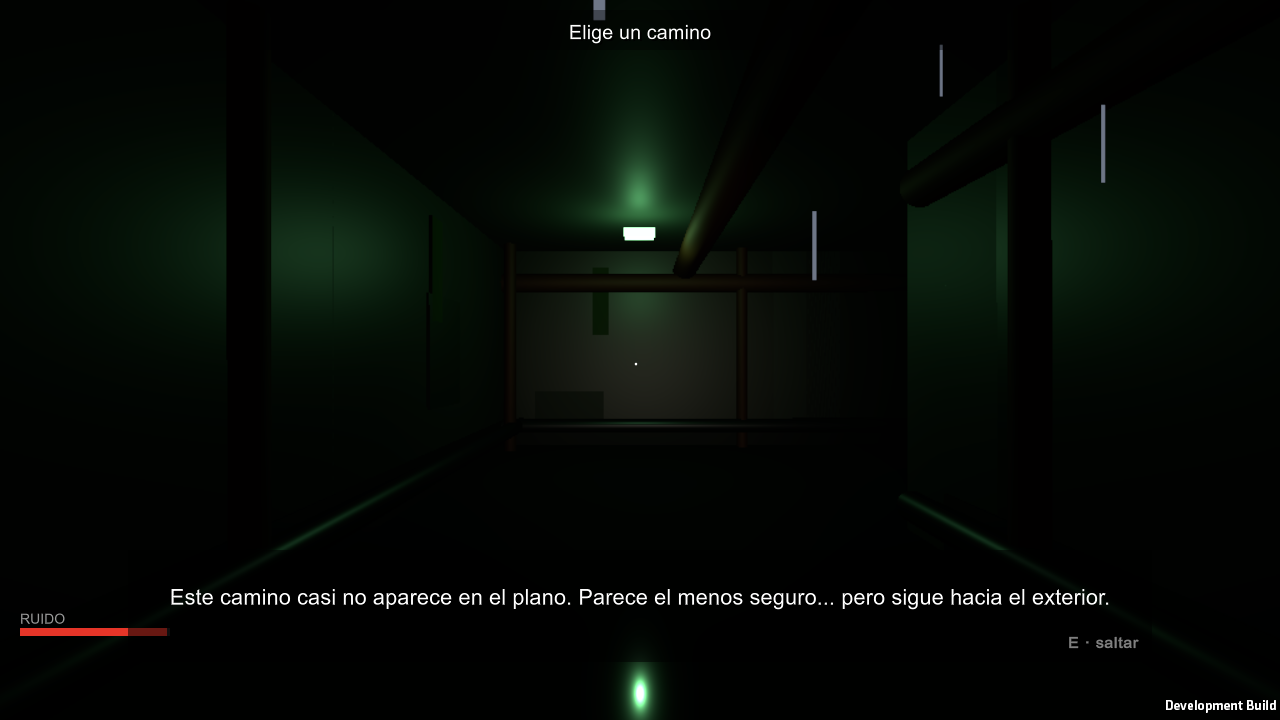 Elige un camino
Este camino casi no aparece en el plano. Parece el menos seguro... pero sigue hacia el exterior.
RUIDO
E · saltar
Development Build